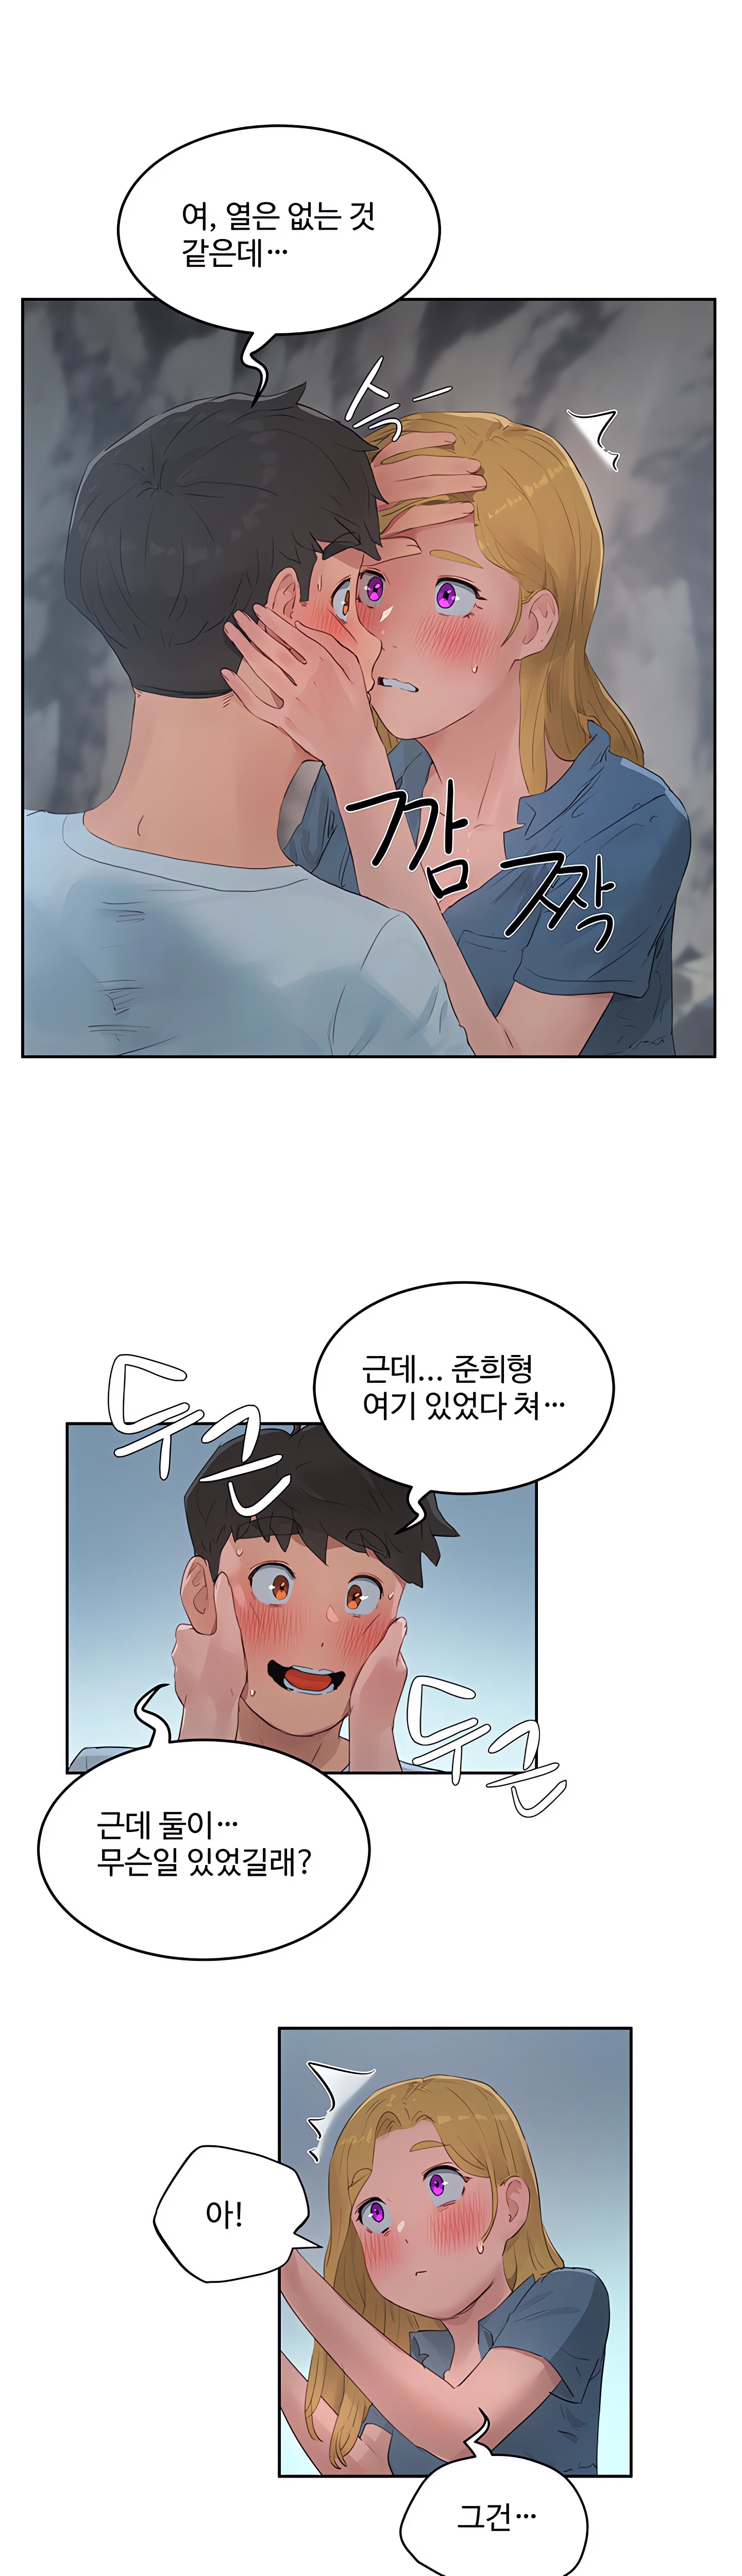 여, 열은 없는 것
같은데…
슥
깜
짝
근데... 준희형
여기 있었다 쳐…
두근
두근
근데 둘이…
무슨일 있었길래?
아!
그건…